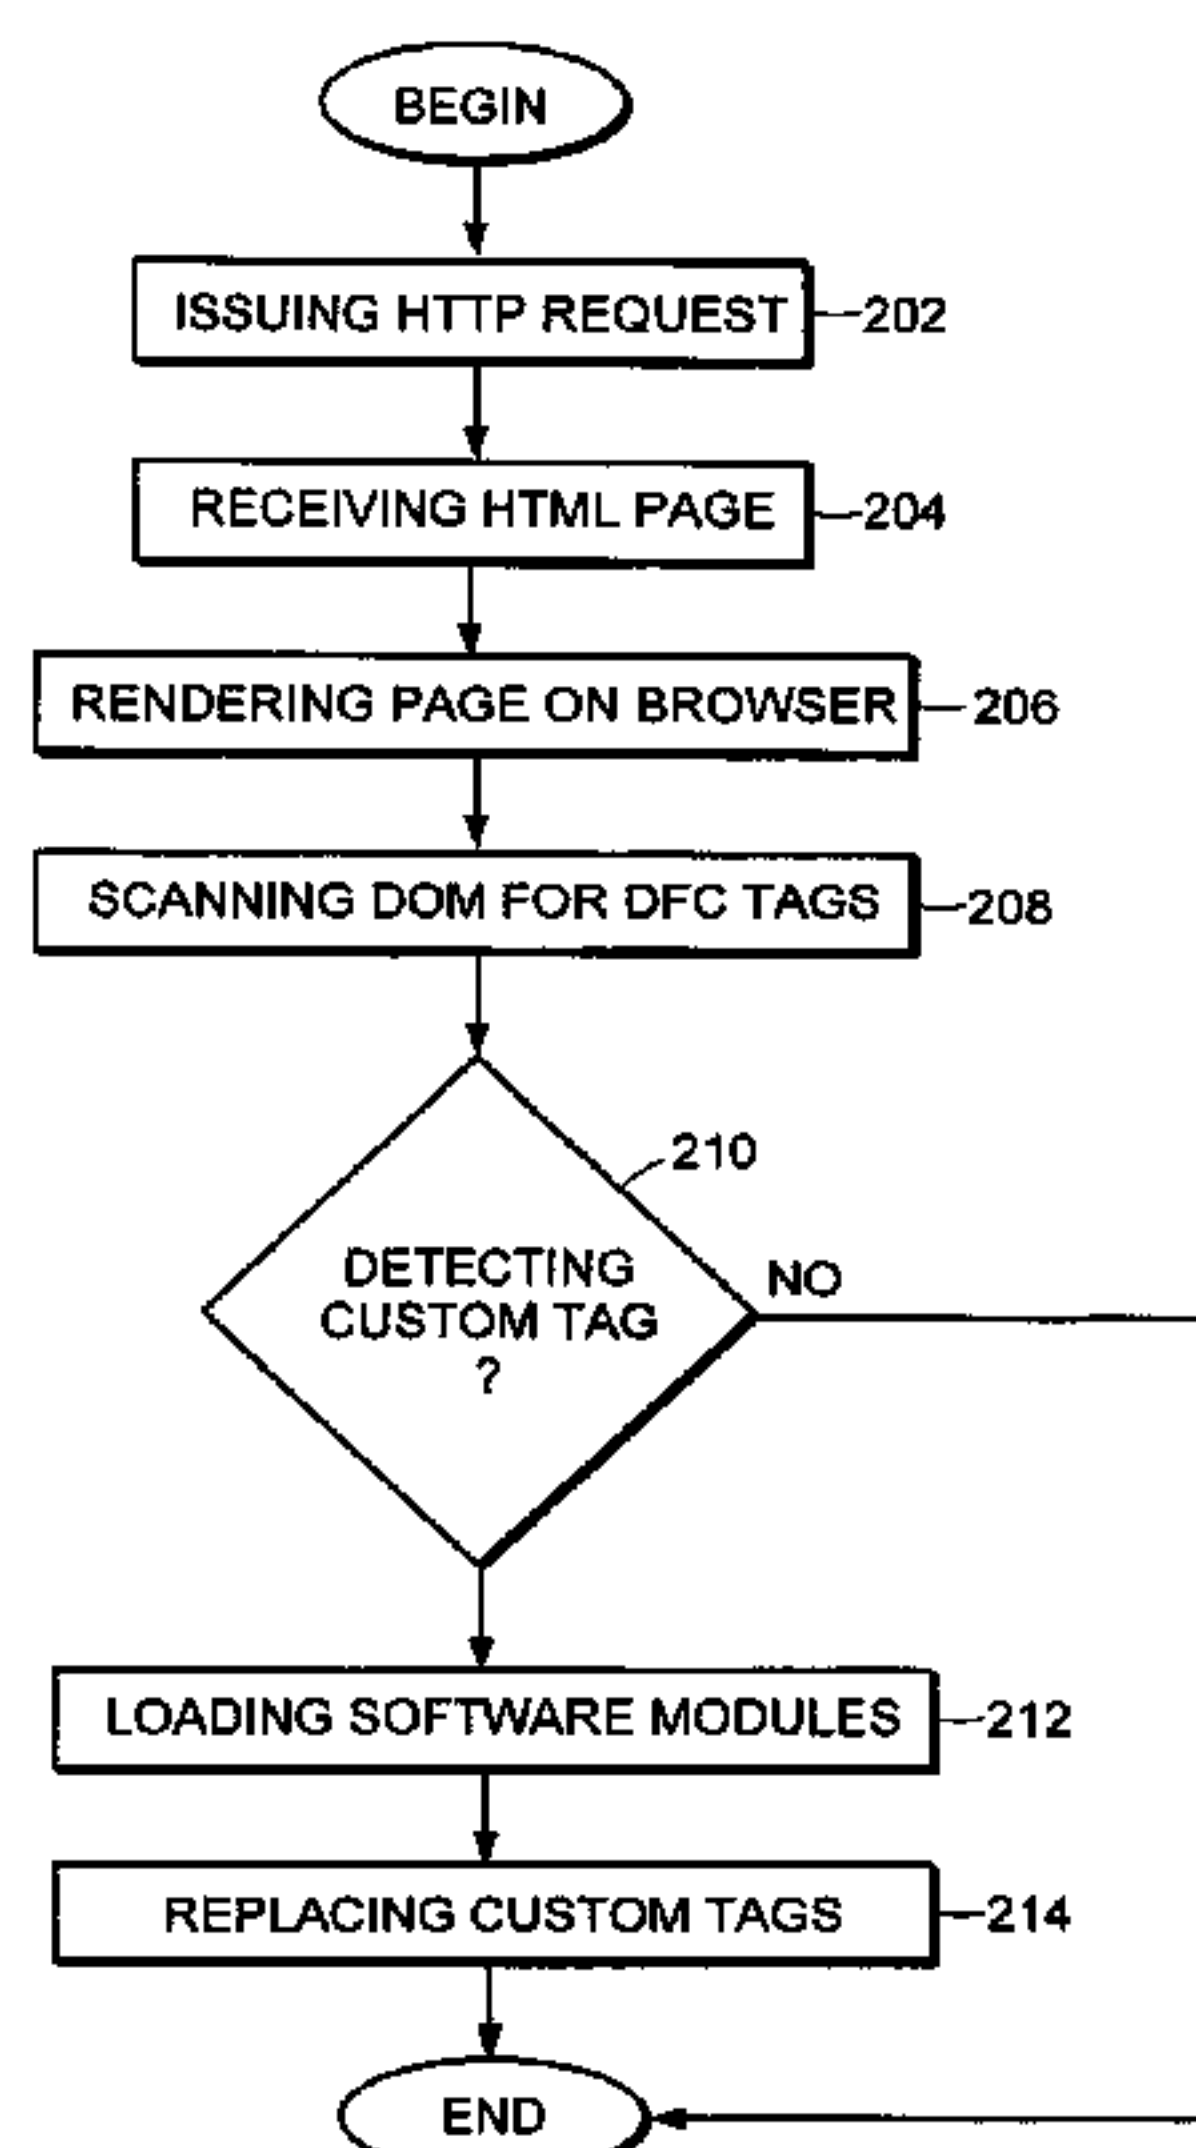 BEGIN
ISSUING HTTP REQUEST 202
RECEIVING HTML PAGE 204
RENDERING PAGE ON BROWSER 206
SCANNING DOM FOR DFC TAGS 208
210
DETECTING
CUSTOM TAG
?
NO
LOADING SOFTWARE MODULES 212
REPLACING CUSTOM TAGS 214
END